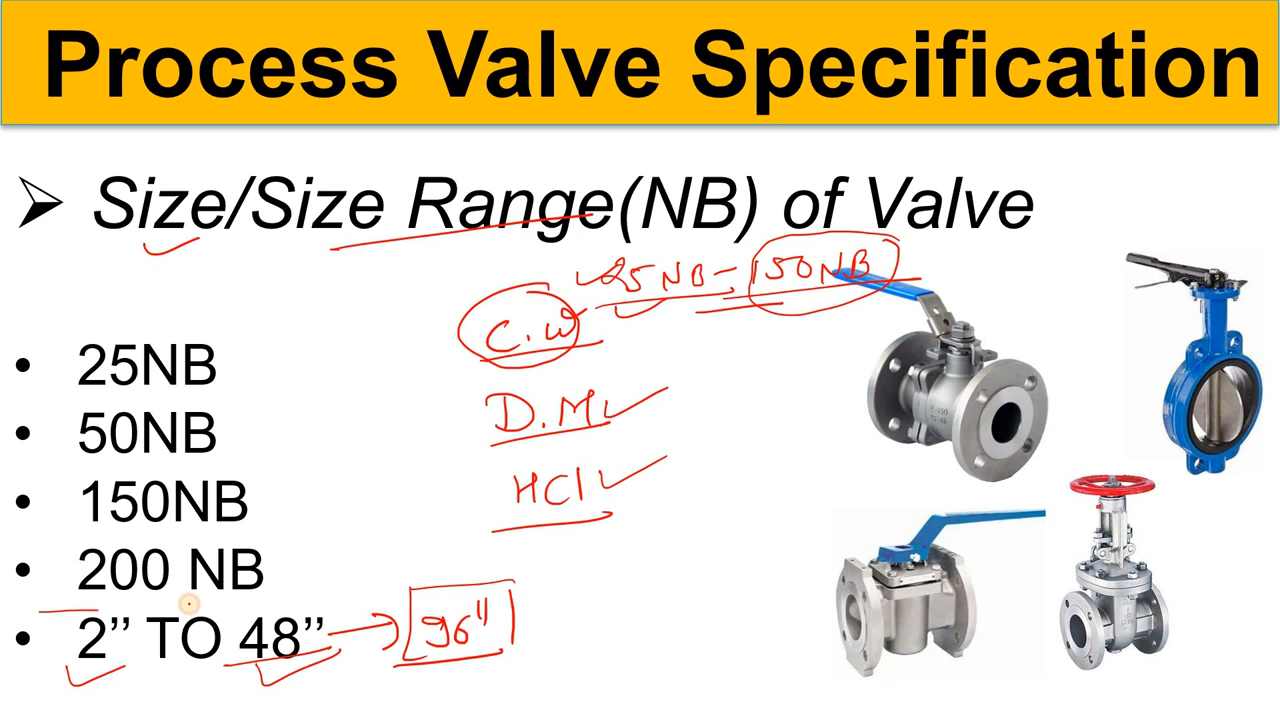 Process Valve Specification
➢ Size/Size Range(NB) of Valve
25NB - 150NB
C.W
D.M
HCl
• 25NB
• 50NB
• 150NB
• 200 NB
• 2’’ TO 48’’ → 96"